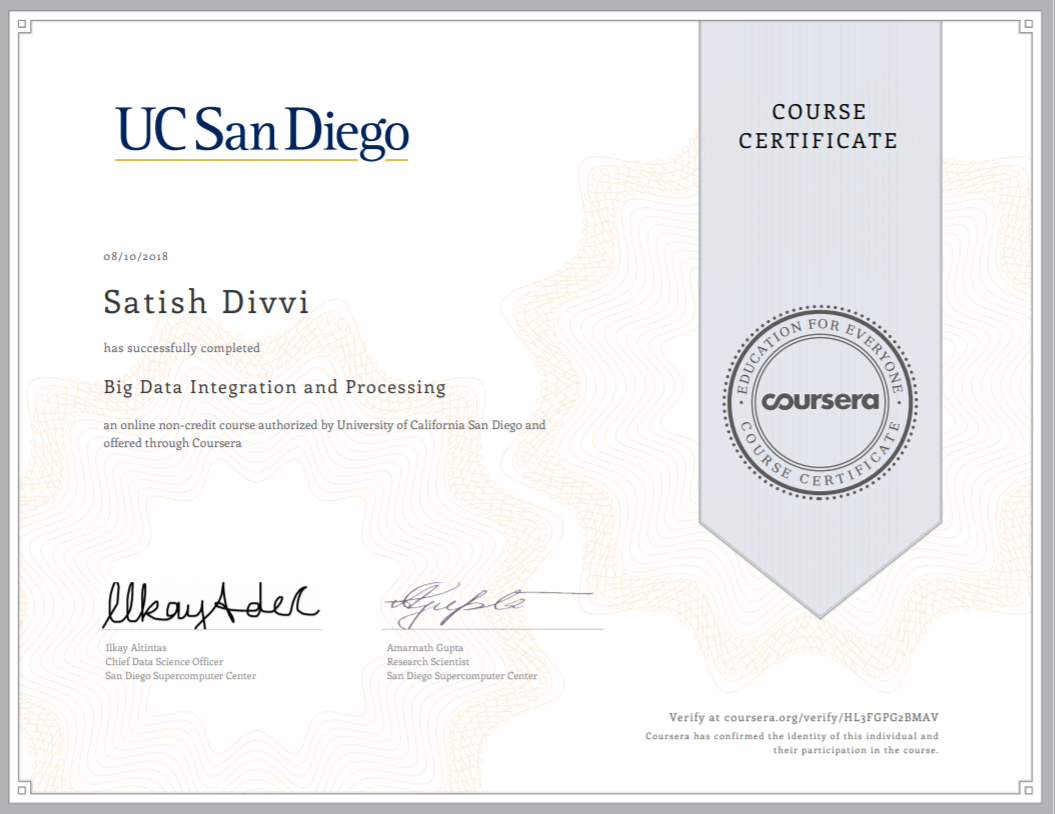 UC San Diego
COURSE
CERTIFICATE
08/10/2018
Satish Divvi
has successfully completed
Big Data Integration and Processing
an online non-credit course authorized by University of California San Diego and
offered through Coursera
EDUCATION FOR EVERYONE
coursera
COURSE CERTIFICATE
Ilkay Altintas
Chief Data Science Officer
San Diego Supercomputer Center
Amarnath Gupta
Research Scientist
San Diego Supercomputer Center
Verify at coursera.org/verify/HL3FGPG2BMAV
Coursera has confirmed the identity of this individual and
their participation in the course.